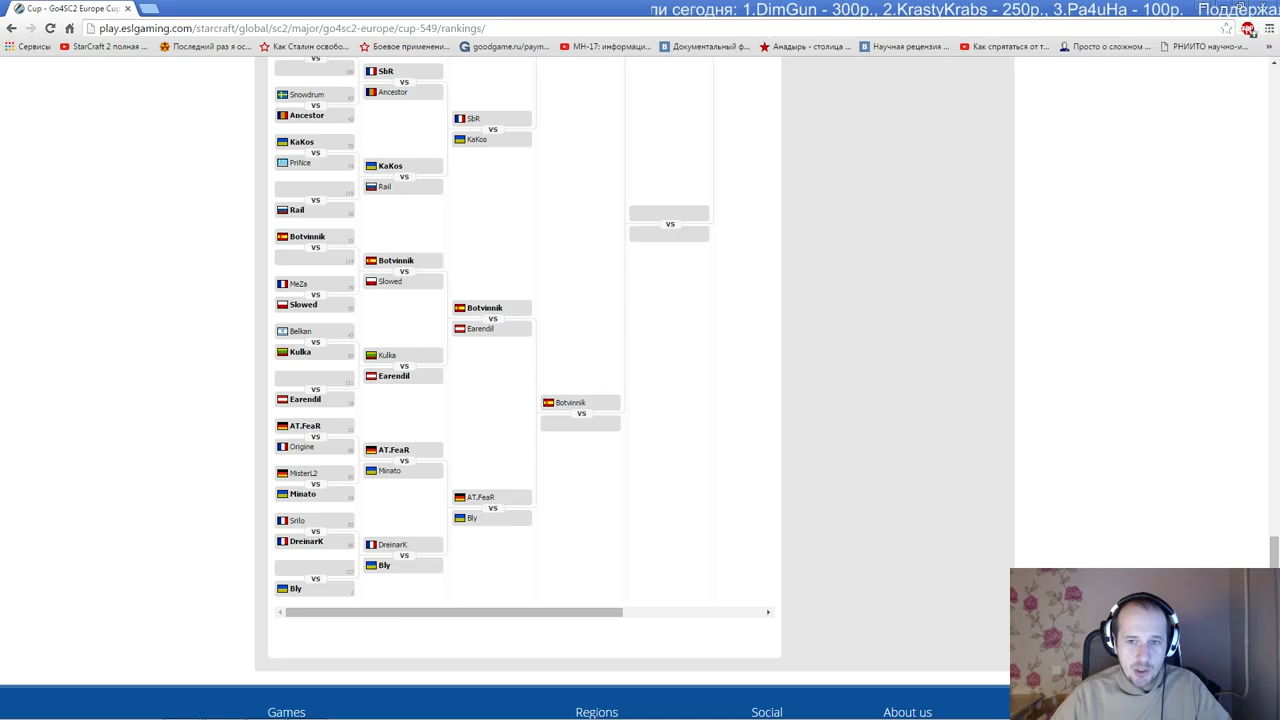 Cup - Go4SC2 Europe Cup
пи сегодня: 1.DimGun - 300р., 2.KrastyKrabs - 250р., 3.Pa4uHa - 100р. Поддержа
play.eslgaming.com/starcraft/global/sc2/major/go4sc2-europe/cup-549/rankings/
Сервисы StarCraft 2 полная ... Последний раз я ос... Как Сталин освобо... Боевое применени... goodgame.ru/paym... МН-17: информаци... Документальный ф... Анадырь - столица ... Научная рецензия ... Как спрятаться от т... Просто о сложном ... РНИИТО научно-и...
vs
SbR
vs
Ancestor
Snowdrum
vs
Ancestor
SbR
vs
KaKos
KaKos
vs
PriNce
KaKos
vs
Rail
vs
Rail
vs
Botvinnik
vs
Botvinnik
vs
Slowed
MeZa
vs
Slowed
Botvinnik
vs
Earendil
Belkan
vs
Kulka
Kulka
vs
Earendil
vs
Earendil
Botvinnik
vs
AT.FeaR
vs
Origine
AT.FeaR
vs
Minato
MisterL2
vs
Minato
AT.FeaR
vs
Bly
Srilo
vs
DreinarK
DreinarK
vs
Bly
vs
Bly
Games Regions Social About us